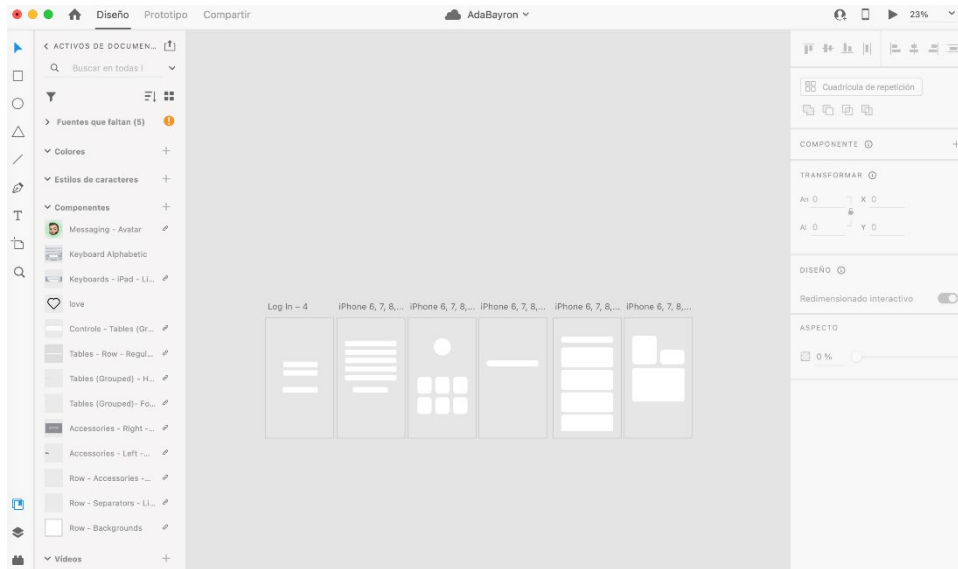 Diseño Prototipo Compartir AdaBayron 23%
ACTIVOS DE DOCUMEN...
Buscar en todas l
Fuentes que faltan (5)
Colores
Estilos de caracteres
Componentes
Messaging - Avatar
Keyboard Alphabetic
Keyboards - iPad - Li...
love
Controls - Tables (Gr...
Tables - Row - Regul...
Tables (Grouped) - H...
Tables (Grouped)- Fo...
Accessories - Right -...
Accessories - Left -...
Row - Accessories -...
Row - Separators - Li...
Row - Backgrounds
Vídeos
Log In – 4
iPhone 6, 7, 8,...
iPhone 6, 7, 8,...
iPhone 6, 7, 8,...
iPhone 6, 7, 8,...
iPhone 6, 7, 8,...
Cuadrícula de repetición
COMPONENTE
TRANSFORMAR
An 0 X 0
Al 0 Y 0
DISEÑO
Redimensionado interactivo
ASPECTO
0 %